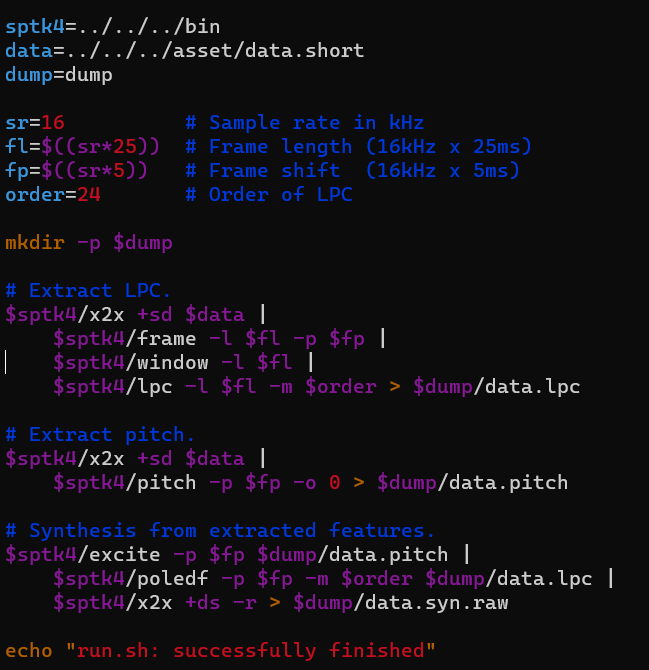 sptk4=../../../bin
data=../../../asset/data.short
dump=dump
sr=16 # Sample rate in kHz
fl=$((sr*25)) # Frame length (16kHz x 25ms)
fp=$((sr*5)) # Frame shift (16kHz x 5ms)
order=24 # Order of LPC
mkdir -p $dump
# Extract LPC.
$sptk4/x2x +sd $data |
$sptk4/frame -l $fl -p $fp |
$sptk4/window -l $fl |
$sptk4/lpc -l $fl -m $order > $dump/data.lpc
# Extract pitch.
$sptk4/x2x +sd $data |
$sptk4/pitch -p $fp -o 0 > $dump/data.pitch
# Synthesis from extracted features.
$sptk4/excite -p $fp $dump/data.pitch |
$sptk4/poledf -p $fp -m $order $dump/data.lpc |
$sptk4/x2x +ds -r > $dump/data.syn.raw
echo "run.sh: successfully finished"